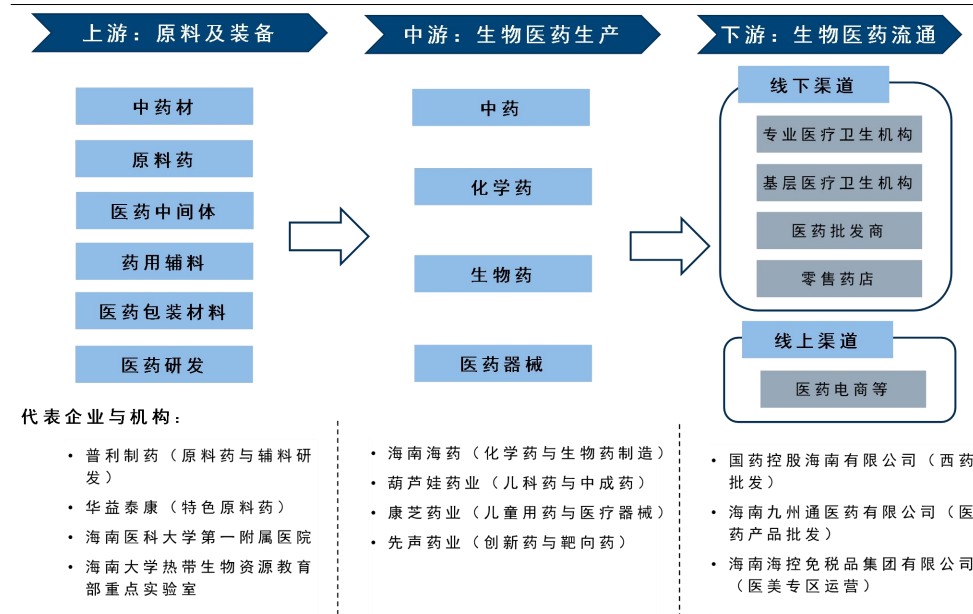 上游：原料及装备
中药材
原料药
医药中间体
药用辅料
医药包装材料
医药研发
中游：生物医药生产
中药
化学药
生物药
医药器械
下游：生物医药流通
线下渠道
专业医疗卫生机构
基层医疗卫生机构
医药批发商
零售药店
线上渠道
医药电商等
代表企业与机构：
• 普利制药（原料药与辅料研
发）
• 华益泰康（特色原料药）
• 海南医科大学第一附属医院
• 海南大学热带生物资源教育
部重点实验室
• 海南海药（化学药与生物药制造）
• 葫芦娃药业（儿科药与中成药）
• 康芝药业（儿童用药与医疗器械）
• 先声药业（创新药与靶向药）
• 国药控股海南有限公司（西药
批发）
• 海南九州通医药有限公司（医
药产品批发）
• 海南海控免税品集团有限公司
（医美专区运营）